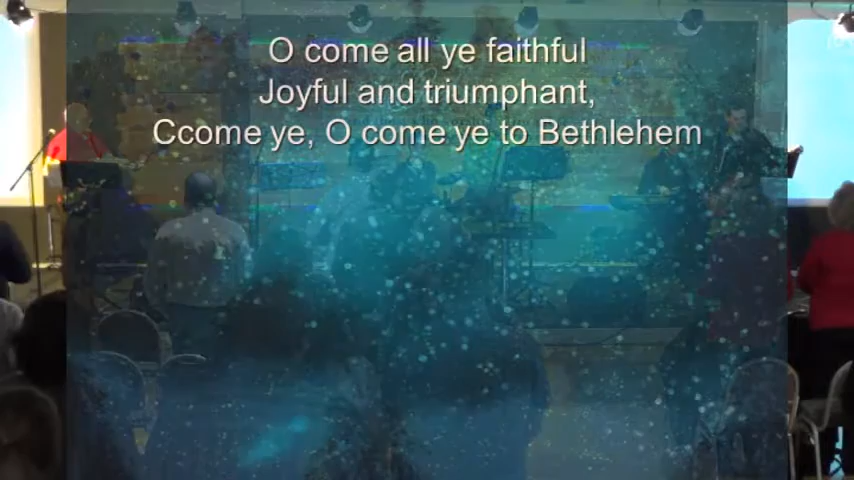 O come all ye faithful
Joyful and triumphant,
Ccome ye, O come ye to Bethlehem